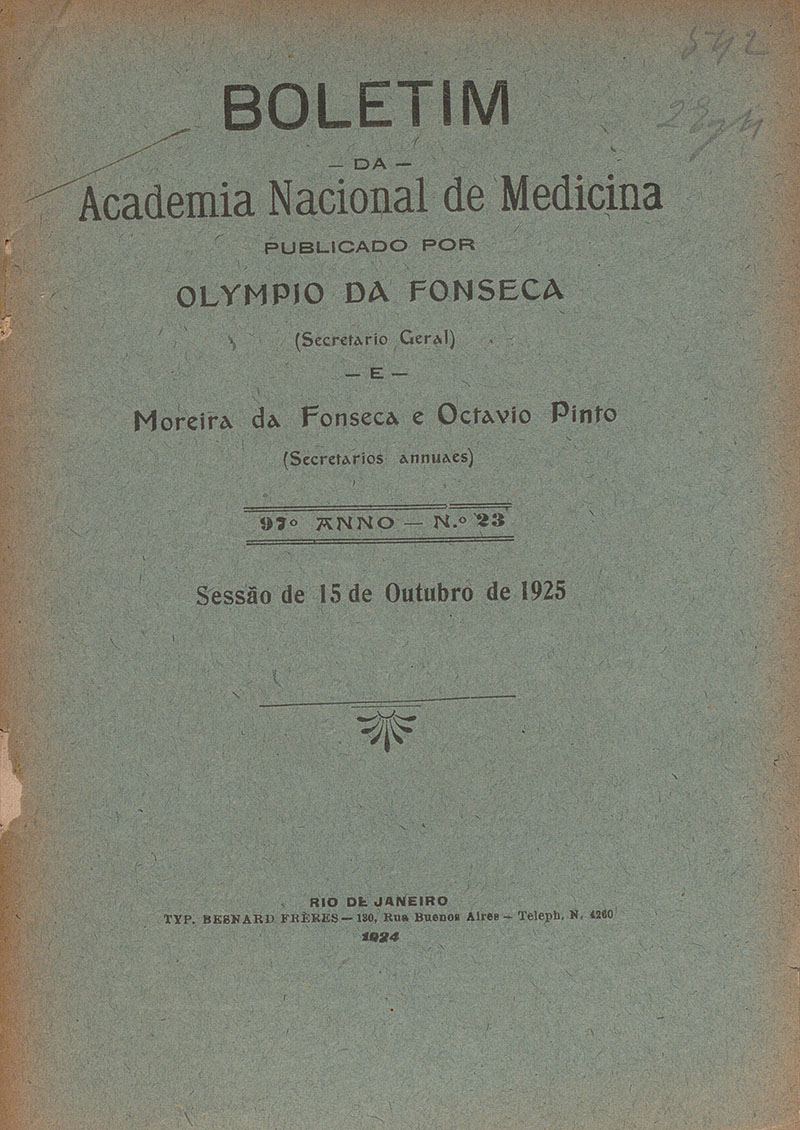 542
BOLETIM
— DA —
Academia Nacional de Medicina
PUBLICADO POR
OLYMPIO DA FONSECA
(Secretario Geral)
— E —
Moreira da Fonseca e Octavio Pinto
(Secretarios annuaes)
97º ANNO — N.º 23
Sessão de 15 de Outubro de 1925
RIO DE JANEIRO
TYP. BESNARD FRÈRES — 130, Rua Buenos Aires — Teleph. N. 4260
1924